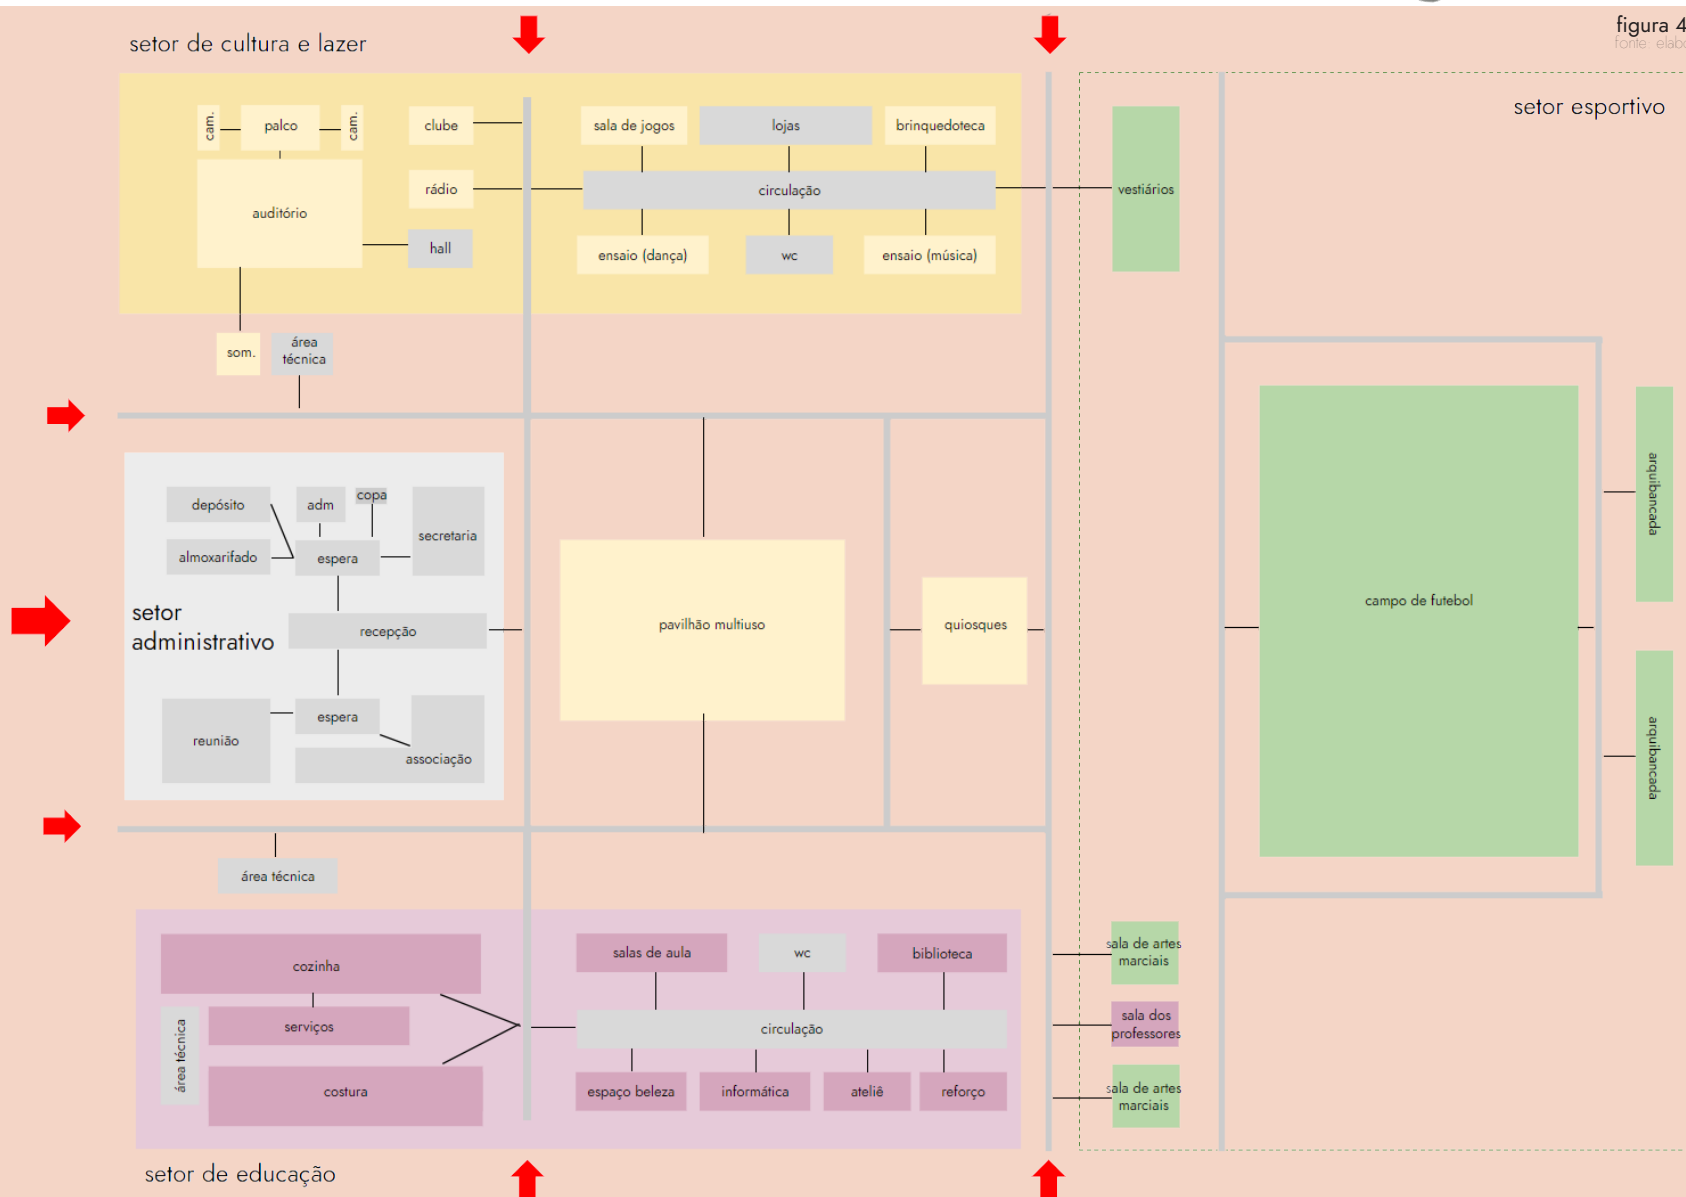 figura 4
fonte: elabo
setor de cultura e lazer
setor esportivo
cam.
palco
cam.
clube
sala de jogos
lojas
brinquedoteca
rádio
circulação
vestiários
auditório
hall
ensaio (dança)
wc
ensaio (música)
som.
área
técnica
depósito
adm
copa
secretaria
almoxarifado
espera
setor
administrativo
recepção
pavilhão multiuso
quiosques
campo de futebol
arquibancada
arquibancada
reunião
espera
associação
área técnica
cozinha
salas de aula
wc
biblioteca
sala de artes
marciais
serviços
circulação
sala dos
professores
área técnica
costura
espaço beleza
informática
ateliê
reforço
sala de artes
marciais
setor de educação